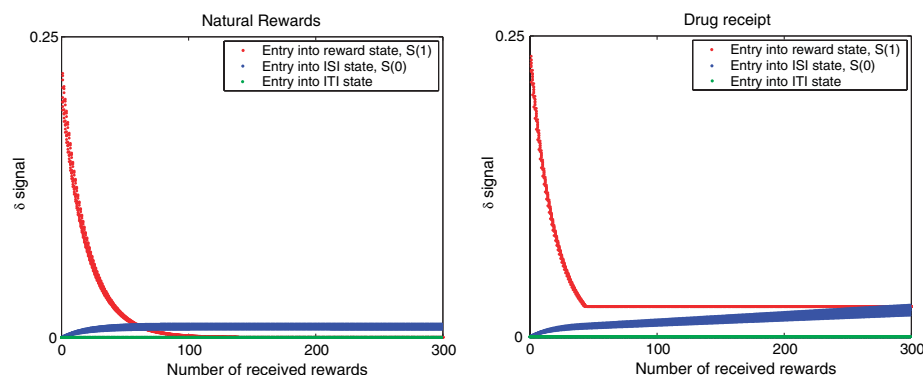 Natural Rewards
0.25
Entry into reward state, S(1)
Entry into ISI state, S(0)
Entry into ITI state
δ signal
0
0
100
200
300
Number of received rewards
Drug receipt
0.25
Entry into reward state, S(1)
Entry into ISI state, S(0)
Entry into ITI state
δ signal
0
0
100
200
300
Number of received rewards